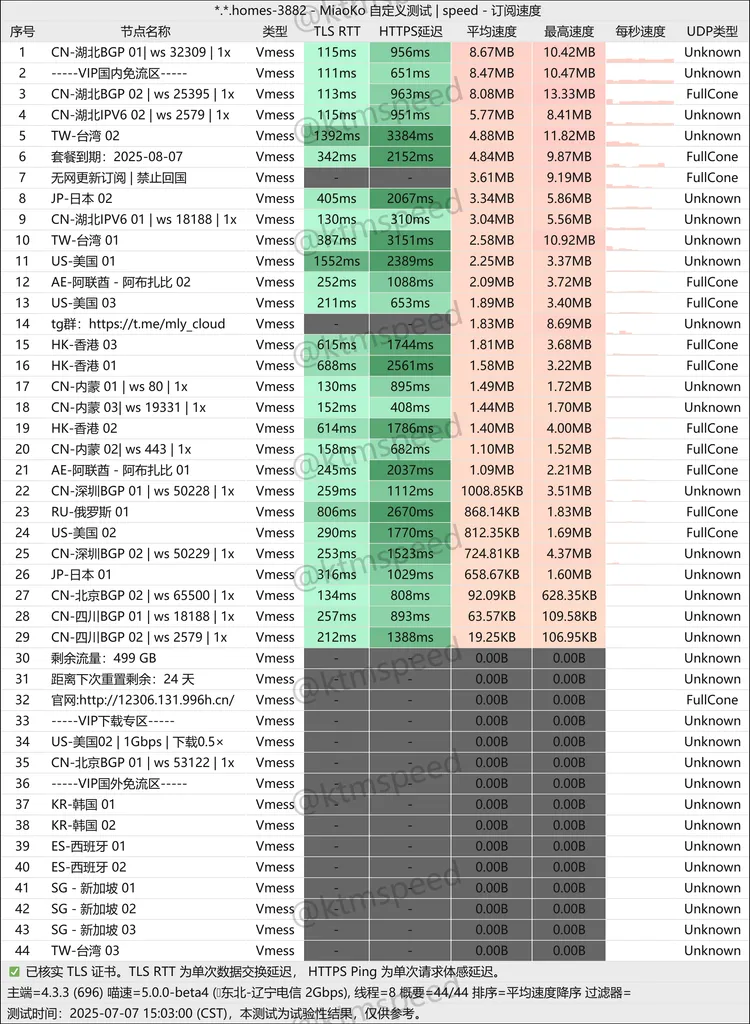 *.*.homes-3882 - MiaoKo 自定义测试 | speed - 订阅速度
序号 节点名称 类型 TLS RTT HTTPS延迟 平均速度 最高速度 每秒速度 UDP类型
1 CN-湖北BGP 01| ws 32309 | 1x Vmess 115ms 956ms 8.67MB 10.42MB Unknown
2 -----VIP国内免流区----- Vmess 111ms 651ms 8.47MB 10.47MB Unknown
3 CN-湖北BGP 02 | ws 25395 | 1x Vmess 113ms 963ms 8.08MB 13.33MB FullCone
4 CN-湖北IPV6 02 | ws 2579 | 1x Vmess 115ms 951ms 5.77MB 8.41MB Unknown
5 TW-台湾 02 Vmess 1392ms 3384ms 4.88MB 11.82MB Unknown
6 套餐到期：2025-08-07 Vmess 342ms 2152ms 4.84MB 9.87MB FullCone
7 无网更新订阅 | 禁止回国 Vmess - - 3.61MB 9.19MB FullCone
8 JP-日本 02 Vmess 405ms 2067ms 3.34MB 5.86MB Unknown
9 CN-湖北IPV6 01 | ws 18188 | 1x Vmess 130ms 310ms 3.04MB 5.56MB Unknown
10 TW-台湾 01 Vmess 387ms 3151ms 2.58MB 10.92MB Unknown
11 US-美国 01 Vmess 1552ms 2389ms 2.25MB 3.37MB Unknown
12 AE-阿联酋 - 阿布扎比 02 Vmess 252ms 1088ms 2.09MB 3.72MB FullCone
13 US-美国 03 Vmess 211ms 653ms 1.89MB 3.40MB FullCone
14 tg群：https://t.me/mly_cloud Vmess - - 1.83MB 8.69MB Unknown
15 HK-香港 03 Vmess 615ms 1744ms 1.81MB 3.68MB FullCone
16 HK-香港 01 Vmess 688ms 2561ms 1.58MB 3.22MB FullCone
17 CN-内蒙 01 | ws 80 | 1x Vmess 130ms 895ms 1.49MB 1.72MB Unknown
18 CN-内蒙 03| ws 19331 | 1x Vmess 152ms 408ms 1.44MB 1.70MB Unknown
19 HK-香港 02 Vmess 614ms 1786ms 1.40MB 4.00MB FullCone
20 CN-内蒙 02| ws 443 | 1x Vmess 158ms 682ms 1.10MB 1.52MB FullCone
21 AE-阿联酋 - 阿布扎比 01 Vmess 245ms 2037ms 1.09MB 2.21MB FullCone
22 CN-深圳BGP 01 | ws 50228 | 1x Vmess 259ms 1112ms 1008.85KB 3.51MB Unknown
23 RU-俄罗斯 01 Vmess 806ms 2670ms 868.14KB 1.83MB FullCone
24 US-美国 02 Vmess 290ms 1770ms 812.35KB 1.69MB FullCone
25 CN-深圳BGP 02 | ws 50229 | 1x Vmess 253ms 1523ms 724.81KB 4.37MB Unknown
26 JP-日本 01 Vmess 316ms 1029ms 658.67KB 1.60MB Unknown
27 CN-北京BGP 02 | ws 65500 | 1x Vmess 134ms 808ms 92.09KB 628.35KB Unknown
28 CN-四川BGP 01 | ws 18188 | 1x Vmess 257ms 893ms 63.57KB 109.58KB Unknown
29 CN-四川BGP 02 | ws 2579 | 1x Vmess 212ms 1388ms 19.25KB 106.95KB Unknown
30 剩余流量：499 GB Vmess - - 0.00B 0.00B Unknown
31 距离下次重置剩余：24 天 Vmess - - 0.00B 0.00B Unknown
32 官网:http://12306.131.996h.cn/ Vmess - - 0.00B 0.00B FullCone
33 -----VIP下载专区----- Vmess - - 0.00B 0.00B Unknown
34 US-美国02 | 1Gbps | 下载0.5× Vmess - - 0.00B 0.00B Unknown
35 CN-北京BGP 01 | ws 53122 | 1x Vmess - - 0.00B 0.00B Unknown
36 -----VIP国外免流区----- Vmess - - 0.00B 0.00B Unknown
37 KR-韩国 01 Vmess - - 0.00B 0.00B Unknown
38 KR-韩国 02 Vmess - - 0.00B 0.00B Unknown
39 ES-西班牙 01 Vmess - - 0.00B 0.00B Unknown
40 ES-西班牙 02 Vmess - - 0.00B 0.00B Unknown
41 SG - 新加坡 01 Vmess - - 0.00B 0.00B Unknown
42 SG - 新加坡 02 Vmess - - 0.00B 0.00B Unknown
43 SG - 新加坡 03 Vmess - - 0.00B 0.00B Unknown
44 TW-台湾 03 Vmess - - 0.00B 0.00B Unknown
✅ 已核实 TLS 证书。TLS RTT 为单次数据交换延迟， HTTPS Ping 为单次请求体感延迟。
主端=4.3.3 (696) 喵速=5.0.0-beta4 (东北-辽宁电信 2Gbps), 线程=8 概要=44/44 排序=平均速度降序 过滤器=
测试时间：2025-07-07 15:03:00 (CST)，本测试为试验性结果，仅供参考。
@ktmspeed
@ktmspeed
@ktmspeed
@ktmspeed
@ktmspeed
@ktmspeed
@ktmspeed
@ktmspeed